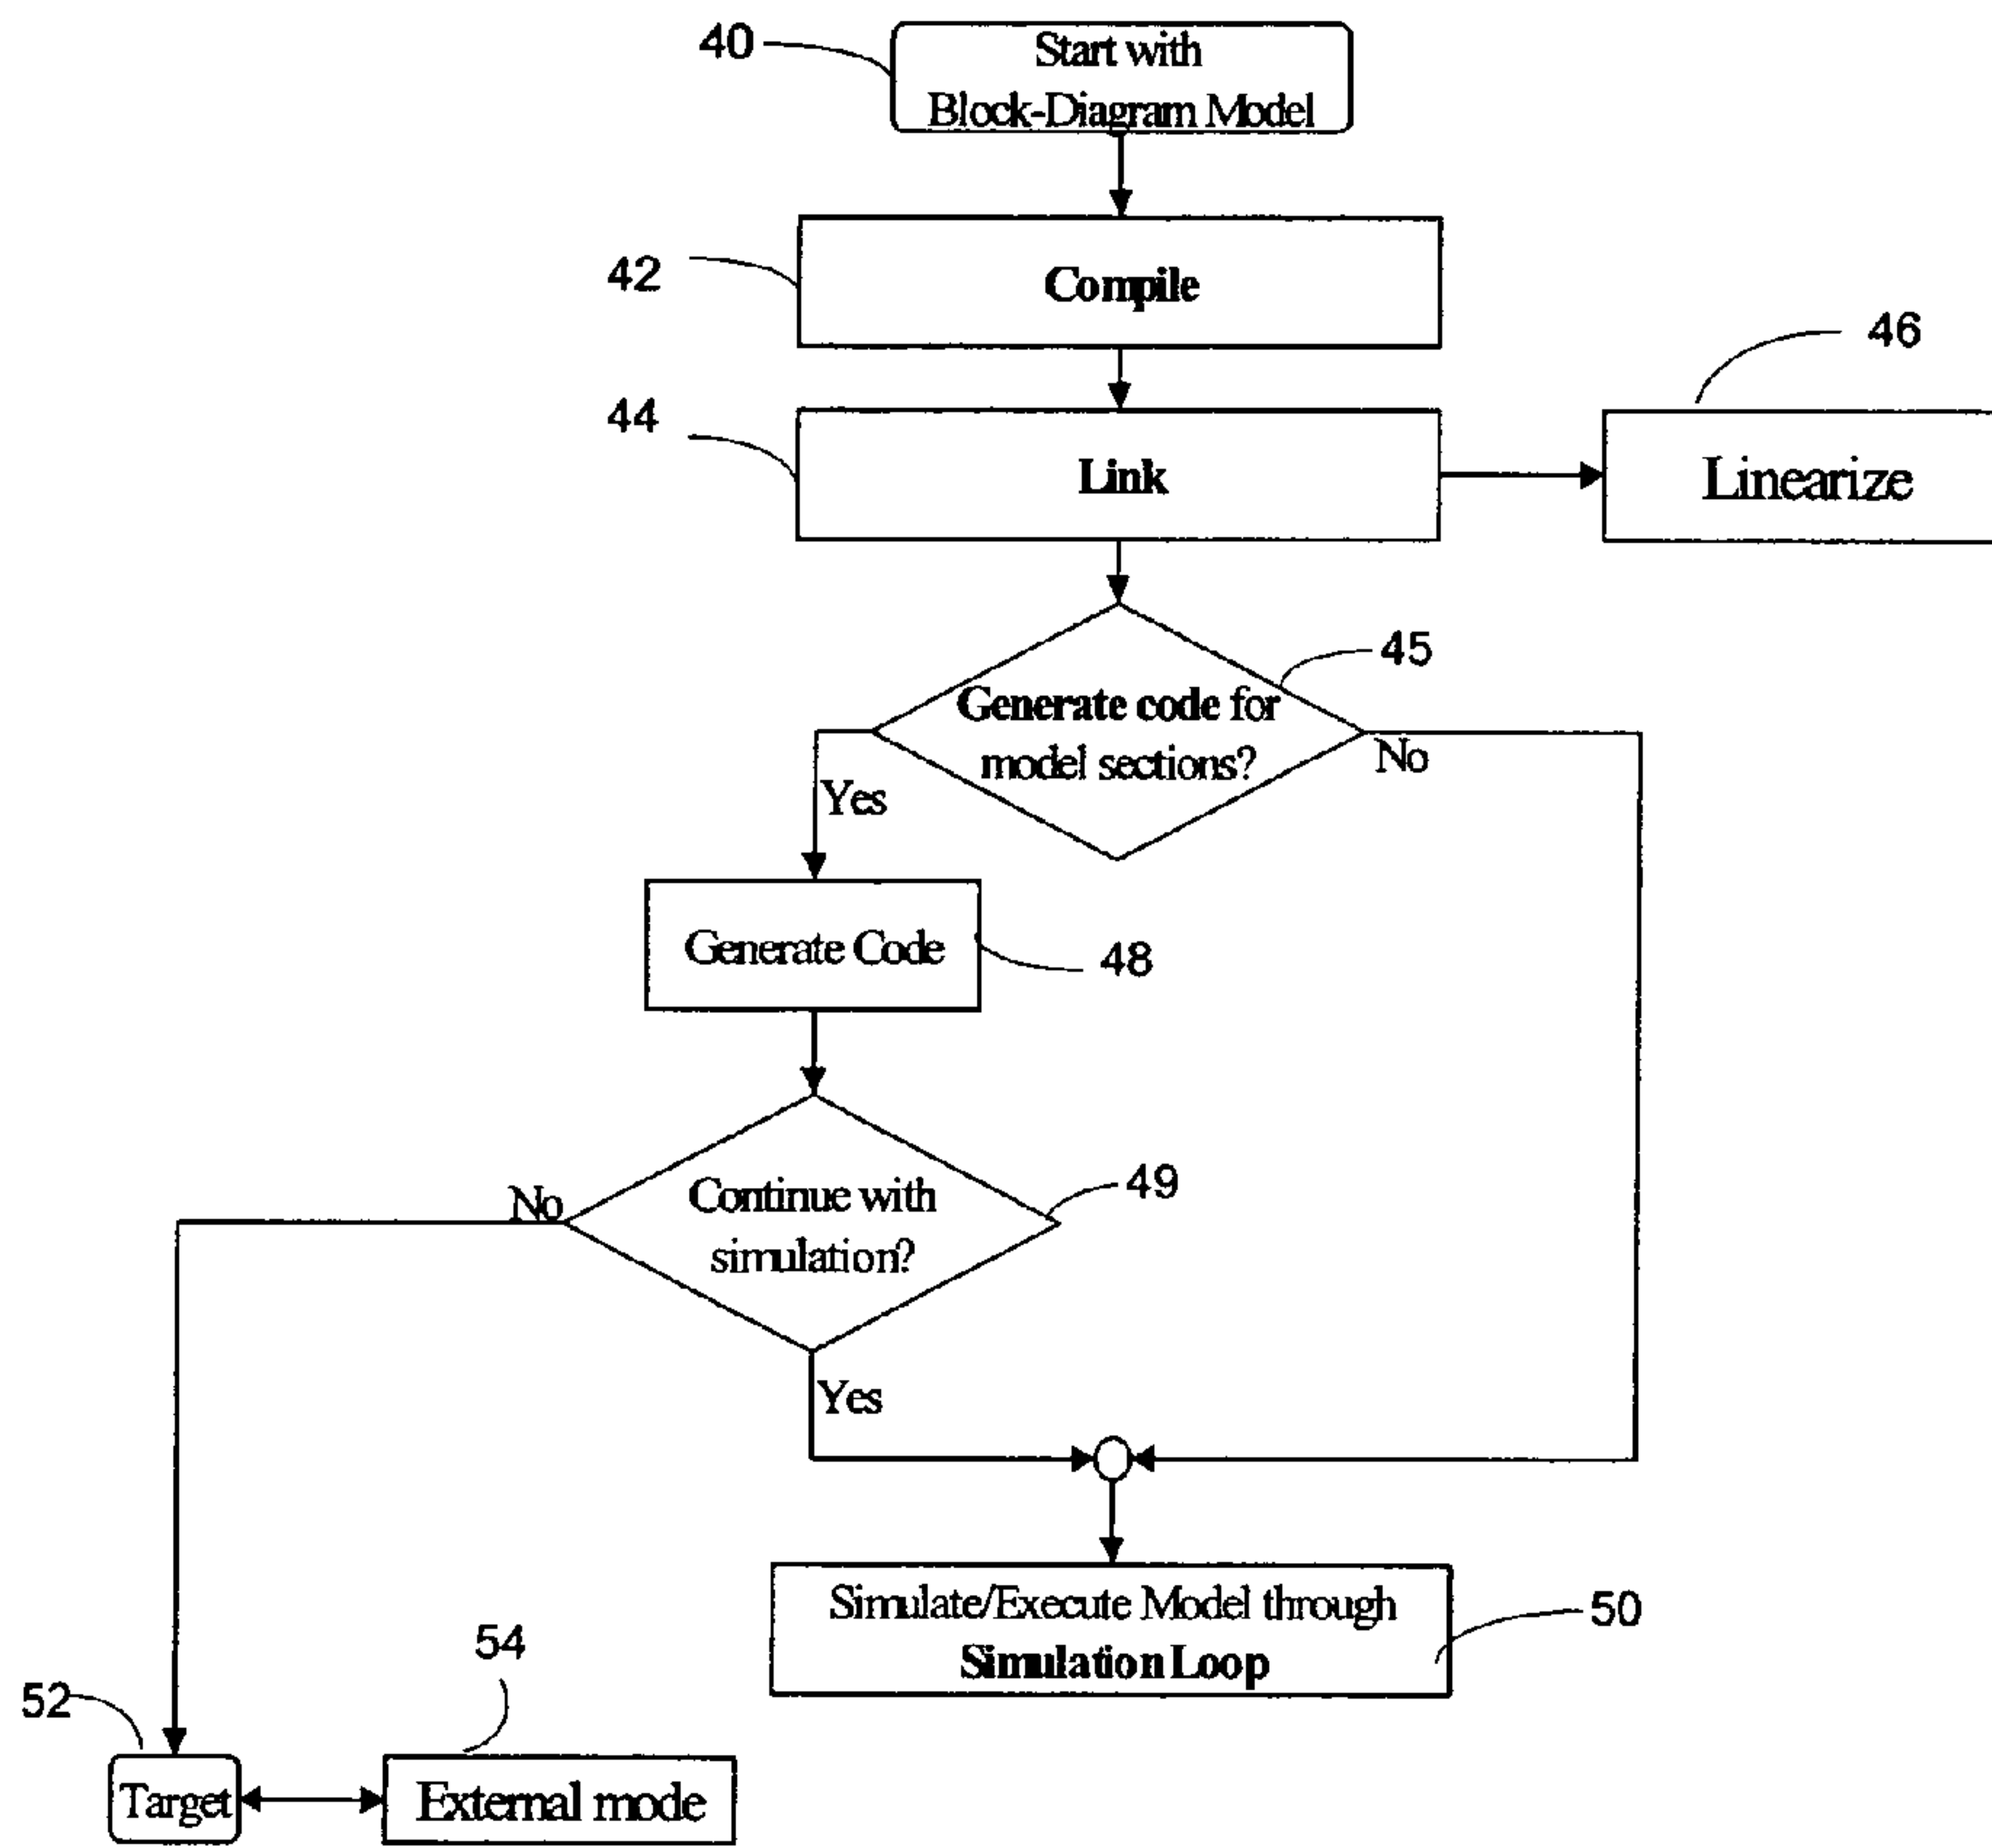 40
Start with
Block-Diagram Model
42
Compile
46
44
Link
Linearize
45
Generate code for
model sections?
No
Yes
Generate Code
48
No
Continue with
simulation?
49
Yes
Simulate/Execute Model through
Simulation Loop
50
54
52
Target
External mode